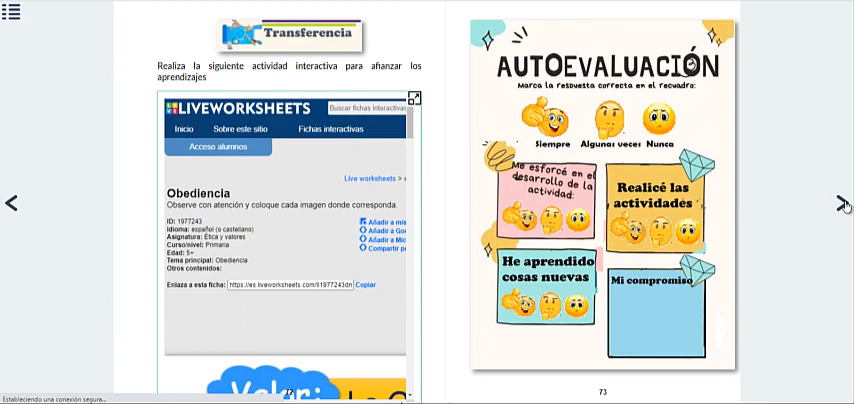 Transferencia
Realiza la siguiente actividad interactiva para afianzar los
aprendizajes
LIVEWORKSHEETS
Buscar fichas interactivas
Inicio Sobre este sitio Fichas interactivas
Acceso alumnos
Live worksheets >
Obediencia
Observe con atención y coloque cada imagen donde corresponda.
ID: 1977243
Idioma: español (o castellano)
Asignatura: Ética y valores
Curso/nivel: Primaria
Edad: 5+
Tema principal: Obediencia
Otros contenidos:
Añadir a mis
Añadir a Goo
Añadir a Mic
Compartir p
Enlaza a esta ficha: https://es.liveworksheets.com/li1977243dn Copiar
72
Estableciendo una conexión segura...
AUTOEVALUACIÓN
Marca la respuesta correcta en el recuadro:
Siempre Algunas veces Nunca
Me esforcé en el
desarrollo de la
actividad:
Realicé las
actividades
He aprendido
cosas nuevas
Mi compromiso
73